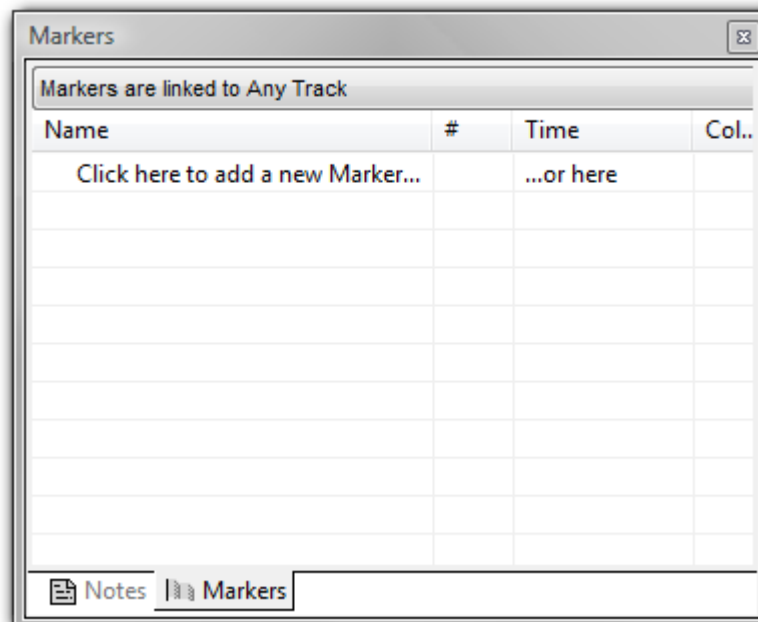 Markers
Markers are linked to Any Track
Name # Time Col..
Click here to add a new Marker... ...or here
Notes Markers